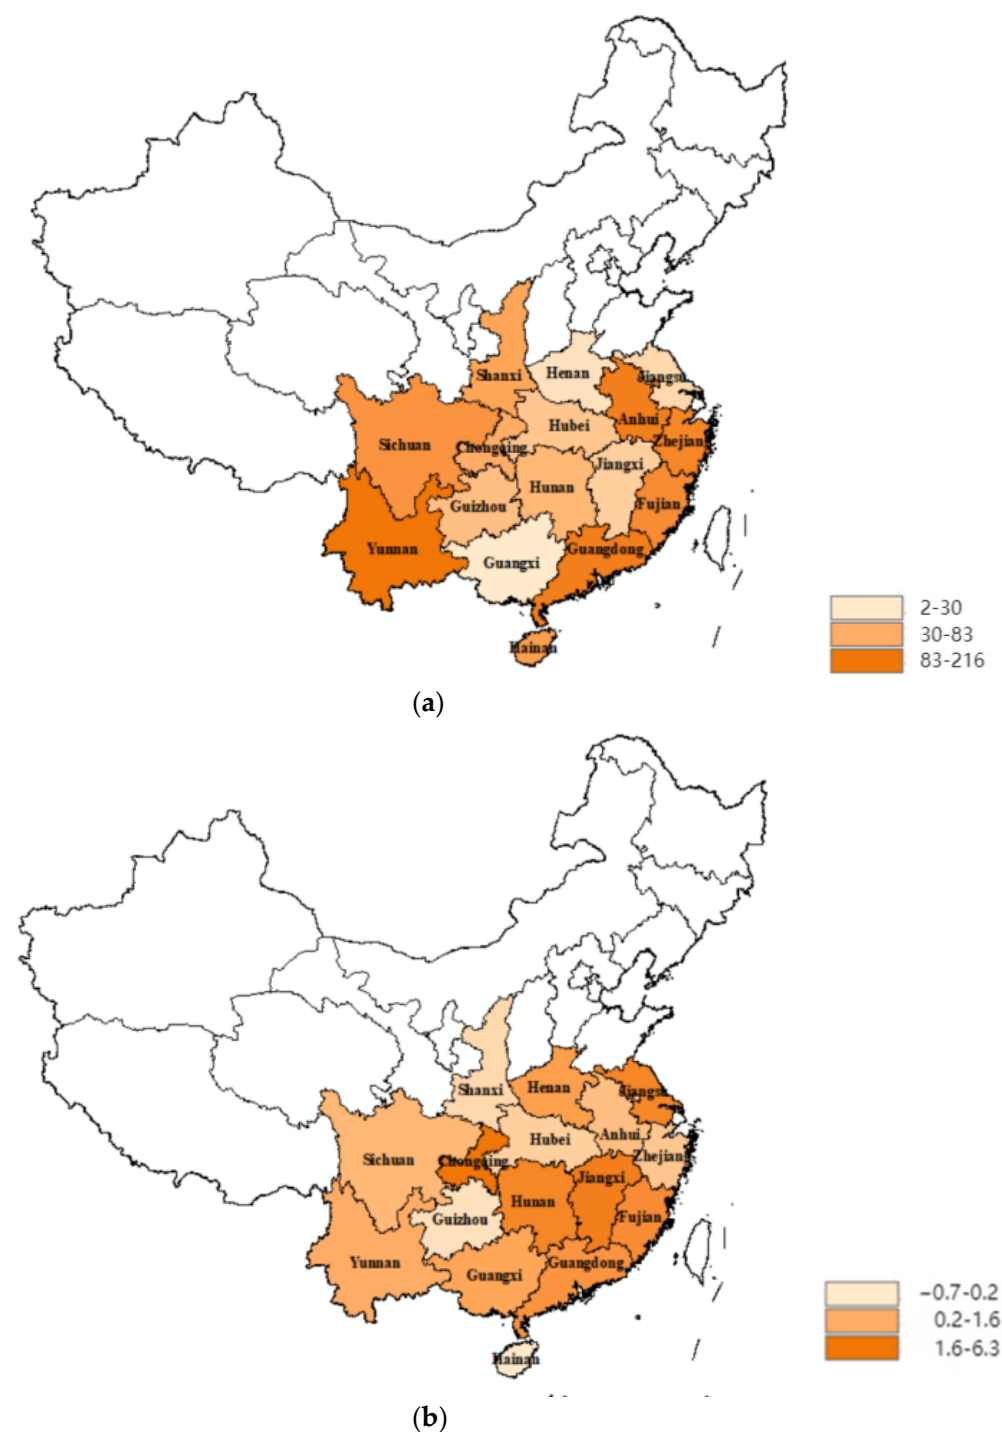 Shanxi
Henan
Jiangsu
Anhui
Hubei
Zhejian
Sichuan
Chongqing
Jiangxi
Hunan
Guizhou
Fujian
Yunnan
Guangxi
Guangdong
Hainan
2-30
30-83
83-216
(a)
Shanxi
Henan
Jiangsu
Anhui
Hubei
Zhejian
Sichuan
Chongqing
Jiangxi
Hunan
Guizhou
Fujian
Yunnan
Guangxi
Guangdong
Hainan
−0.7-0.2
0.2-1.6
1.6-6.3
(b)